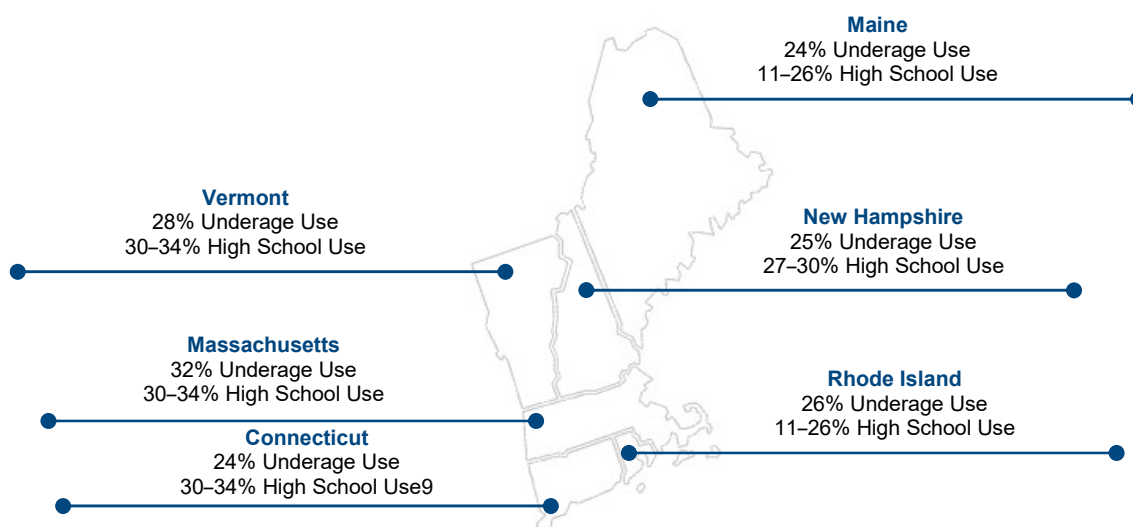 Maine
24% Underage Use
11–26% High School Use
Vermont
28% Underage Use
30–34% High School Use
New Hampshire
25% Underage Use
27–30% High School Use
Massachusetts
32% Underage Use
30–34% High School Use
Rhode Island
26% Underage Use
11–26% High School Use
Connecticut
24% Underage Use
30–34% High School Use9